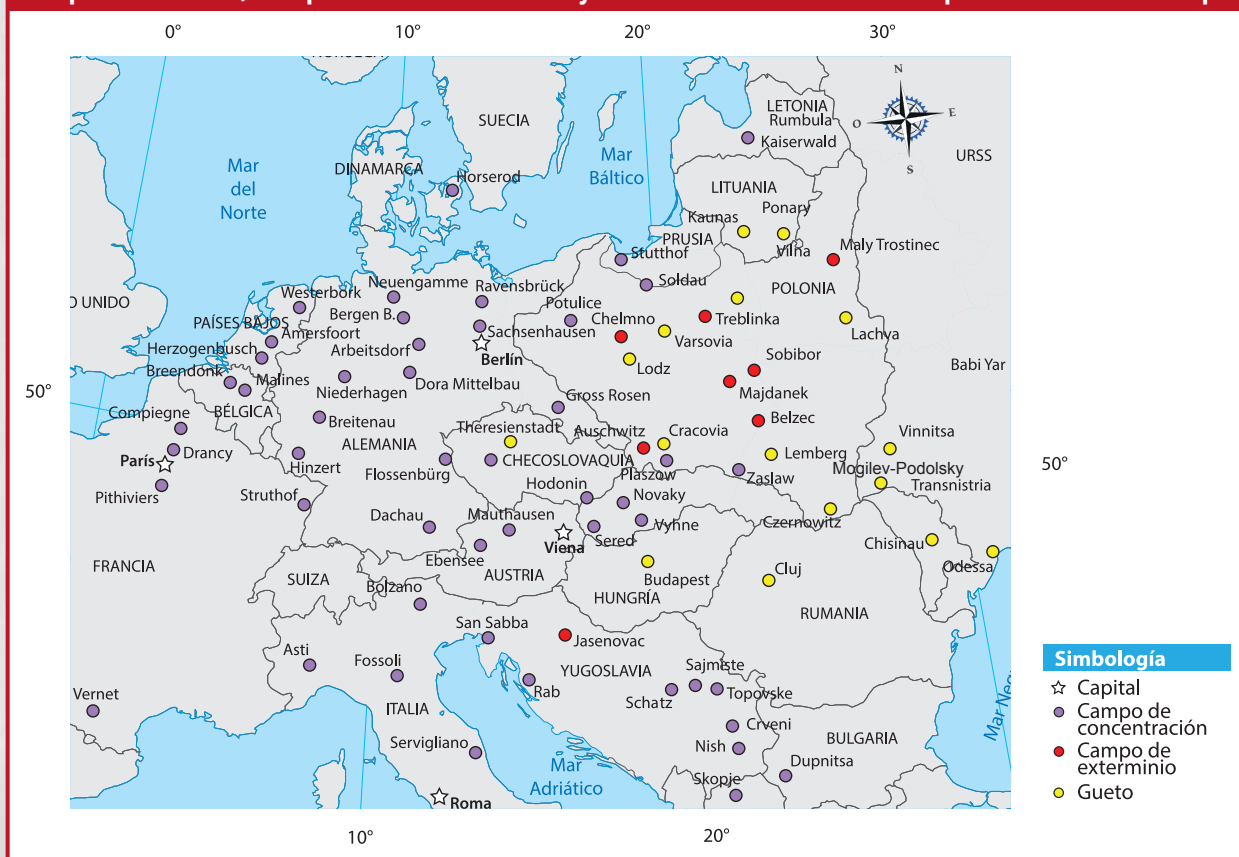 0°
10°
20°
30°
N
E
S
O
SUECIA
LETONIA
Rumbula
Kaiserwald
URSS
Mar
del
Norte
DINAMARCA
Horserod
Mar
Báltico
LITUANIA
Kaunas
Ponary
Vilna
Maly Trostinec
PRUSIA
Stutthof
Soldau
POLONIA
O UNIDO
Westerbork
Neuengamme
Ravensbrück
Bergen B.
Potulice
Chelmno
Treblinka
Lachva
PAÍSES BAJOS
Amersfoort
Sachsenhausen
Varsovia
Herzogenbusch
Arbeitsdorf
Berlín
Lodz
Sobibor
Babi Yar
Breendonk
Malines
Niederhagen
Dora Mittelbau
Majdanek
50°
Compiegne
BÉLGICA
Breitenau
Gross Rosen
Belzec
Drancy
ALEMANIA
Theresienstadt
Auschwitz
Cracovia
Vinnitsa
París
Hinzert
Flossenbürg
CHECOSLOVAQUIA
Plaszow
Lemberg
Mogilev-Podolsky
50°
Pithiviers
Struthof
Hodonin
Novaky
Zaslaw
Transnistria
Dachau
Mauthausen
Vyhne
Czernowitz
Viena
Sered
Chisinau
Ebensee
FRANCIA
SUIZA
AUSTRIA
Budapest
Cluj
Odessa
Bolzano
HUNGRÍA
RUMANIA
San Sabba
Jasenovac
Asti
Fossoli
YUGOSLAVIA
Sajmiste
Vernet
Rab
Schatz
Topovske
ITALIA
Crveni
Servigliano
Nish
BULGARIA
Mar
Adriático
Dupnitsa
Skopje
Roma
10°
20°
Simbología
Capital
Campo de
concentración
Campo de
exterminio
Gueto